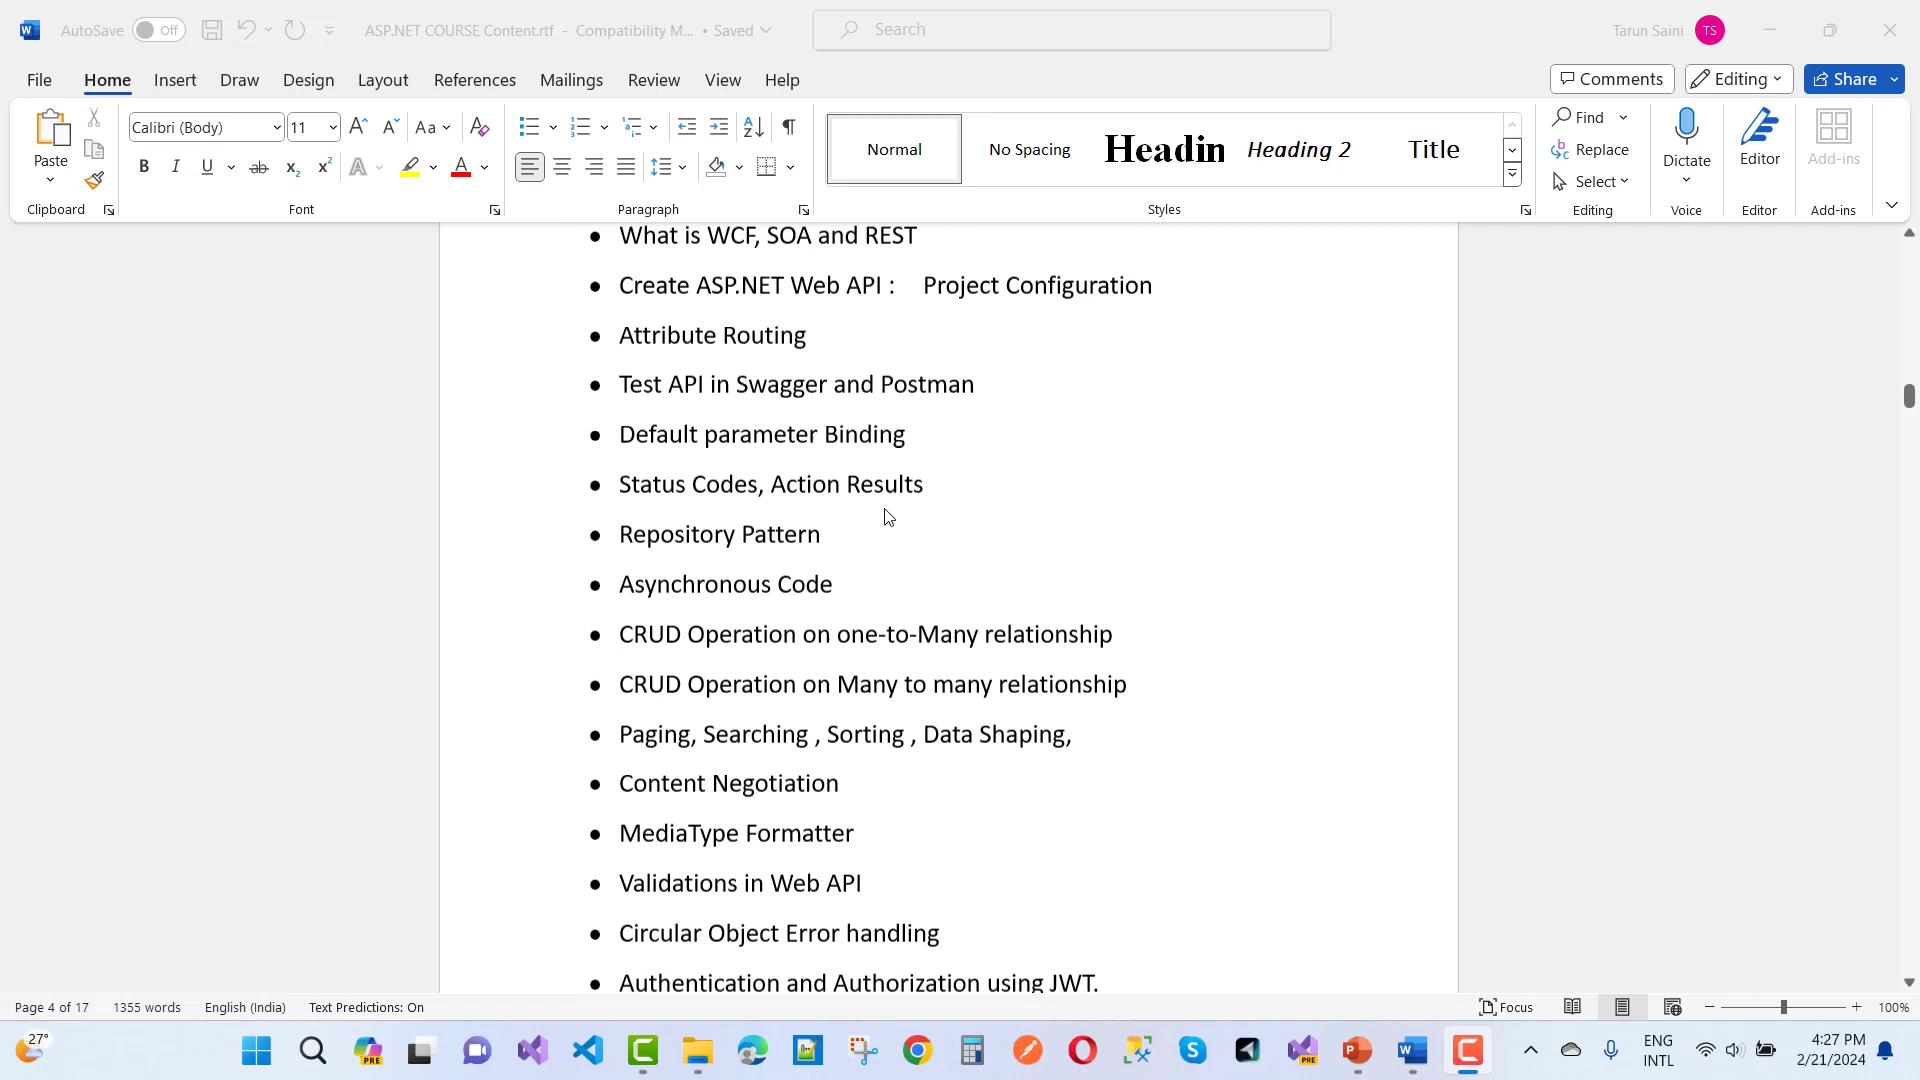 AutoSave Off ASP.NET COURSE Content.rtf - Compatibility M... • Saved Search Tarun Saini TS
File Home Insert Draw Design Layout References Mailings Review View Help Comments Editing Share
Paste
Calibri (Body) 11 Aa
Normal No Spacing Headin Heading 2 Title
Find
Replace
Select
Dictate Editor Add-ins
Clipboard Font Paragraph Styles Editing Voice Editor Add-ins
• What is WCF, SOA and REST
• Create ASP.NET Web API : Project Configuration
• Attribute Routing
• Test API in Swagger and Postman
• Default parameter Binding
• Status Codes, Action Results
• Repository Pattern
• Asynchronous Code
• CRUD Operation on one-to-Many relationship
• CRUD Operation on Many to many relationship
• Paging, Searching , Sorting , Data Shaping,
• Content Negotiation
• MediaType Formatter
• Validations in Web API
• Circular Object Error handling
• Authentication and Authorization using JWT.
Page 4 of 17 1355 words English (India) Text Predictions: On Focus 100%
27° ENG 4:27 PM
INTL 2/21/2024